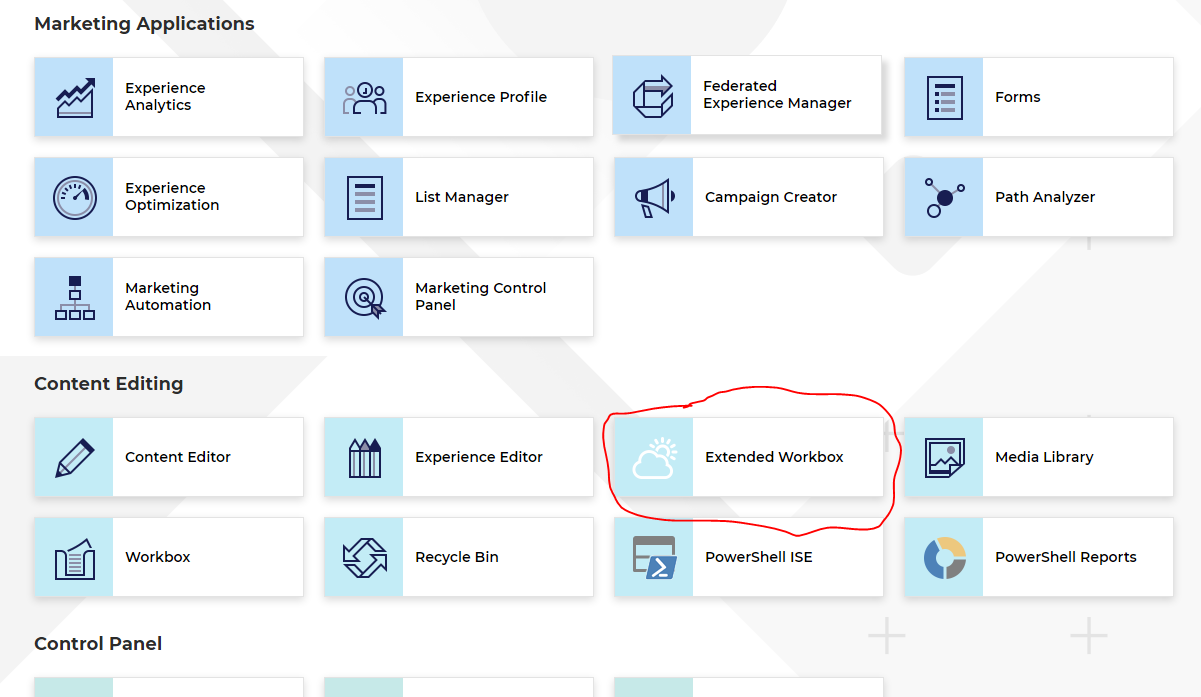 Marketing Applications
Experience
Analytics
Experience Profile
Federated
Experience Manager
Forms
Experience
Optimization
List Manager
Campaign Creator
Path Analyzer
Marketing
Automation
Marketing Control
Panel
Content Editing
Content Editor
Experience Editor
Extended Workbox
Media Library
Workbox
Recycle Bin
PowerShell ISE
PowerShell Reports
Control Panel